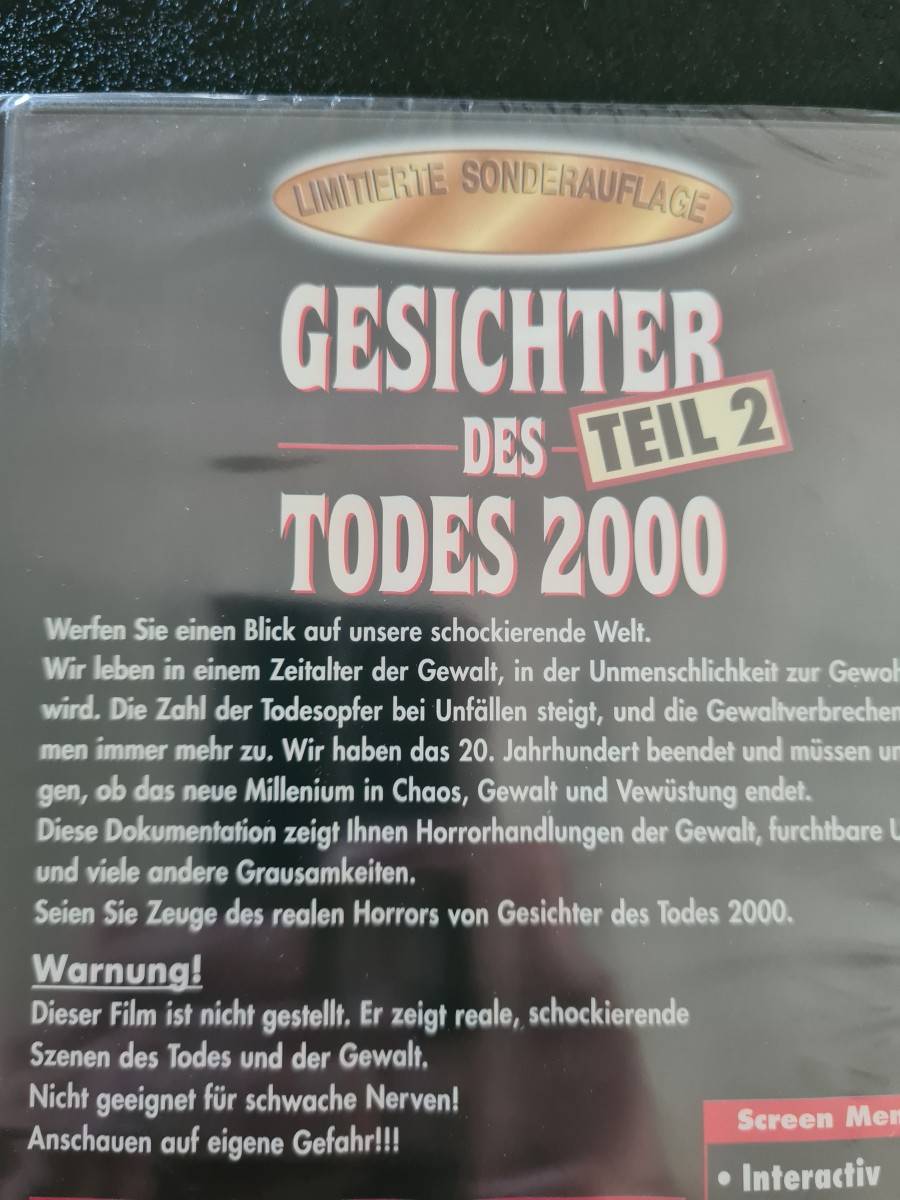 LIMITIERTE SONDERAUFLAGE
GESICHTER
DES
TEIL 2
TODES 2000
Werfen Sie einen Blick auf unsere schockierende Welt.
Wir leben in einem Zeitalter der Gewalt, in der Unmenschlichkeit zur Gewoh
wird. Die Zahl der Todesopfer bei Unfällen steigt, und die Gewaltverbrechen
men immer mehr zu. Wir haben das 20. Jahrhundert beendet und müssen un
gen, ob das neue Millenium in Chaos, Gewalt und Vewüstung endet.
Diese Dokumentation zeigt Ihnen Horrorhandlungen der Gewalt, furchtbare U
und viele andere Grausamkeiten.
Seien Sie Zeuge des realen Horrors von Gesichter des Todes 2000.
Warnung!
Dieser Film ist nicht gestellt. Er zeigt reale, schockierende
Szenen des Todes und der Gewalt.
Nicht geeignet für schwache Nerven!
Anschauen auf eigene Gefahr!!!
Screen Men
• Interactiv